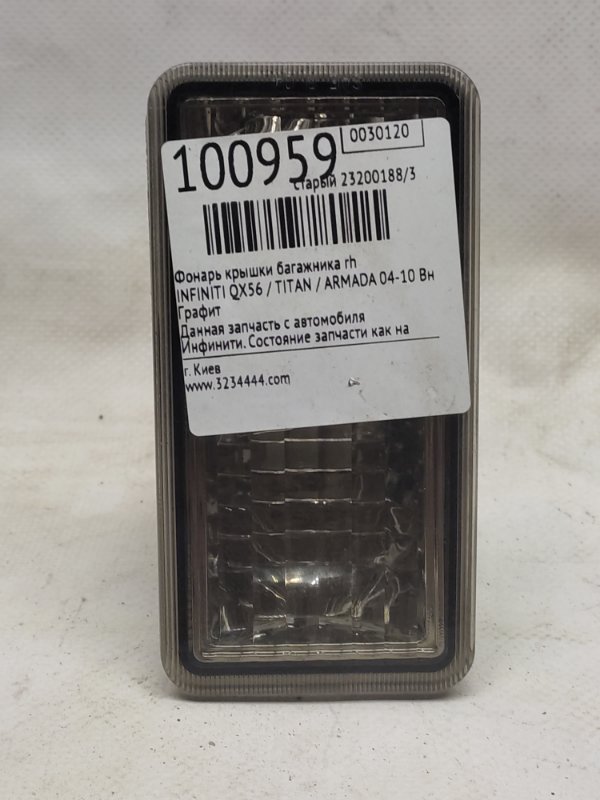 100959
0030120
старый 23200188/3
Фонарь крышки багажника rh
INFINITI QX56 / TITAN / ARMADA 04-10 Вн
Графит
Данная запчасть с автомобиля
Инфинити. Состояние запчасти как на
г. Киев
www.3234444.com